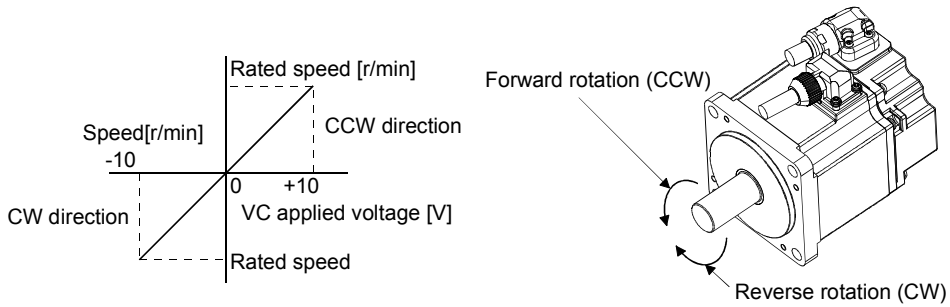 Rated speed [r/min]
Speed[r/min]
CCW direction
-10
0
+10
CW direction
VC applied voltage [V]
Rated speed
Forward rotation (CCW)
Reverse rotation (CW)